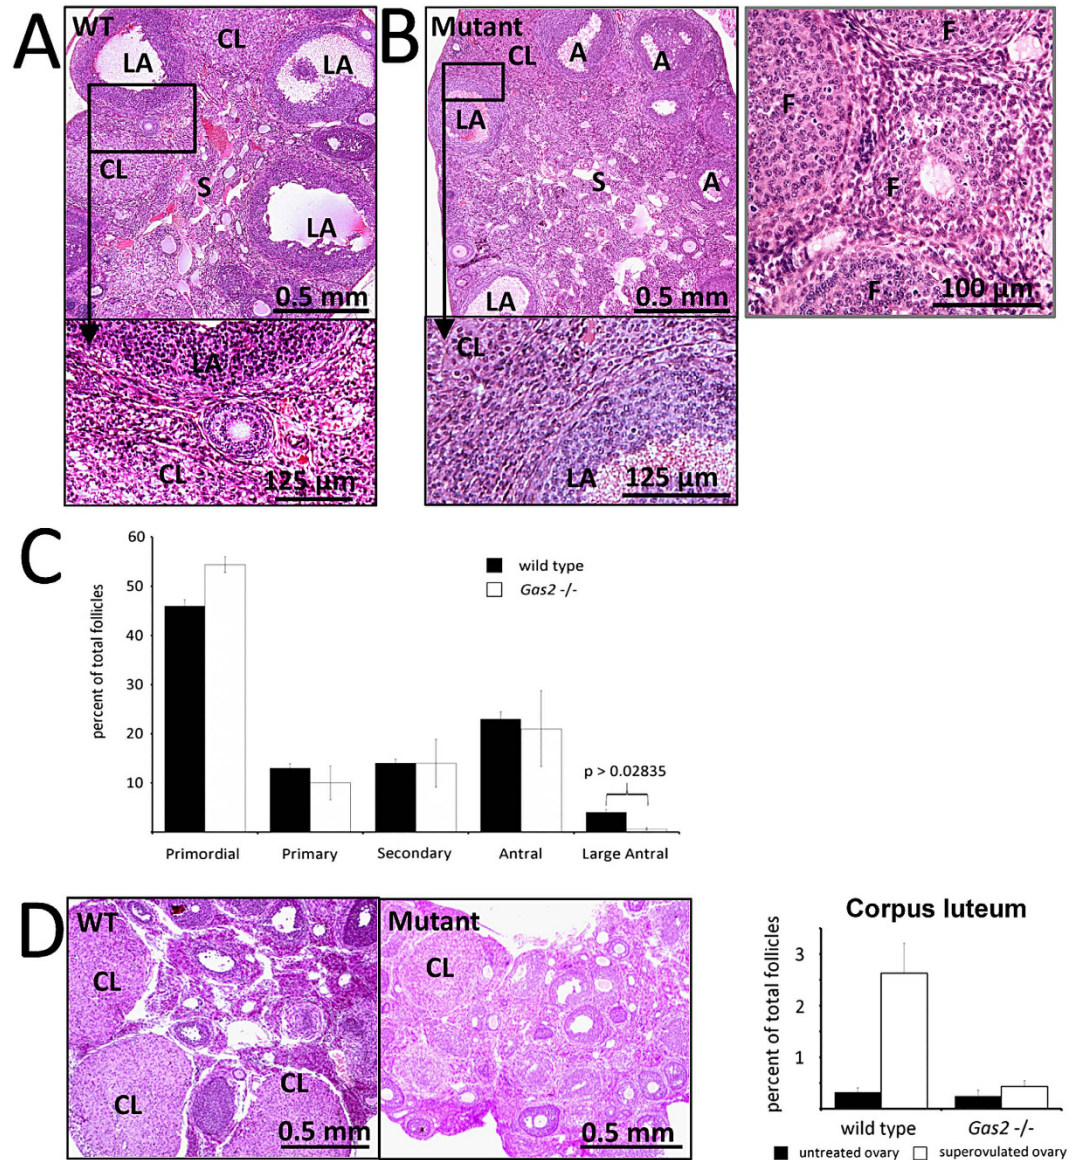 A
WT
CL
LA
LA
CL
S
LA
0.5 mm
LA
CL
125 µm
B
Mutant
CL
A
A
LA
S
A
LA
0.5 mm
CL
LA
125 µm
F
F
F
F
100 µm
C
percent of total follicles
60
50
40
30
20
10
wild type
Gas2 -/-
p > 0.02835
Primordial
Primary
Secondary
Antral
Large Antral
D
WT
CL
CL
CL
0.5 mm
Mutant
CL
0.5 mm
Corpus luteum
percent of total follicles
3
2
1
wild type
Gas2 -/-
untreated ovary
superovulated ovary